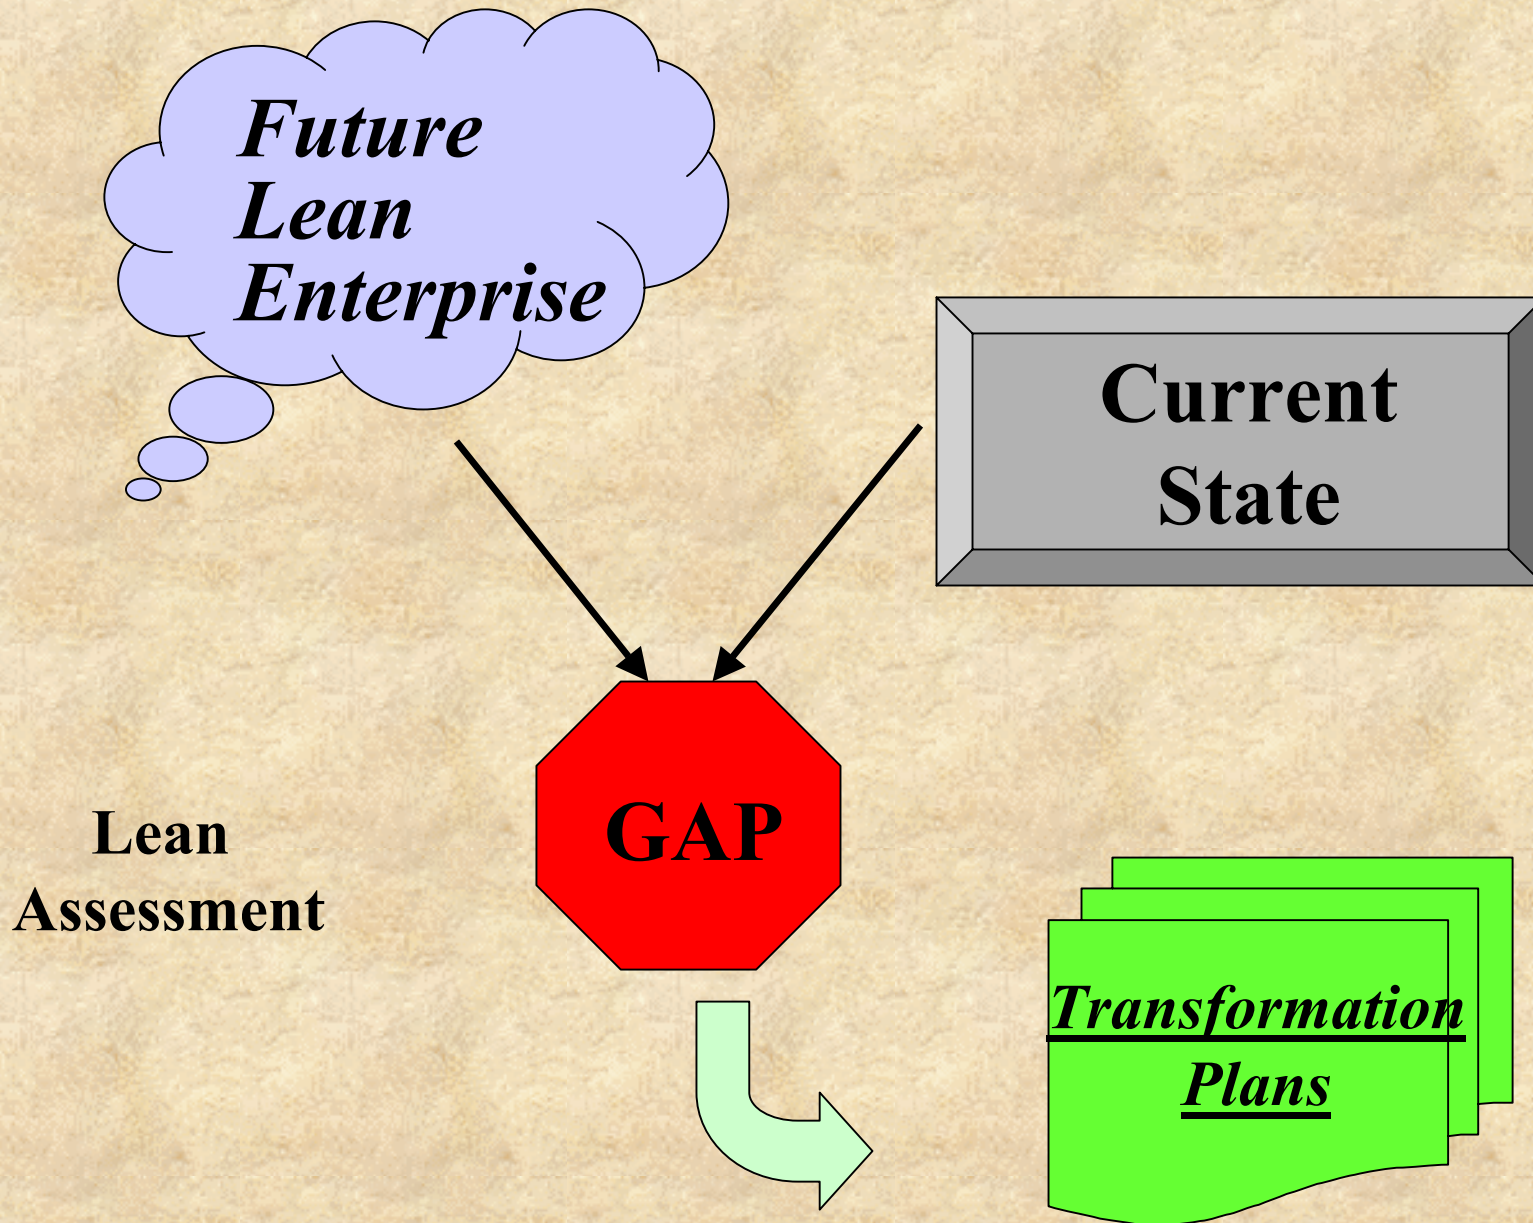 Future
Lean
Enterprise
Current
State
GAP
Lean
Assessment
Transformation
Plans